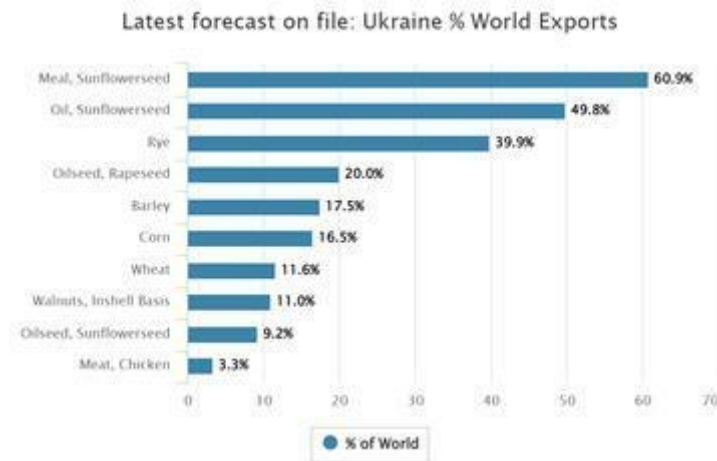 Latest forecast on file: Ukraine % World Exports
Meal, Sunflowerseed 60.9%
Oil, Sunflowerseed 49.8%
Rye 39.9%
Oilseed, Rapeseed 20.0%
Barley 17.5%
Corn 16.5%
Wheat 11.6%
Walnuts, Inshell Basis 11.0%
Oilseed, Sunflowerseed 9.2%
Meat, Chicken 3.3%
0 10 20 30 40 50 60 70
% of World